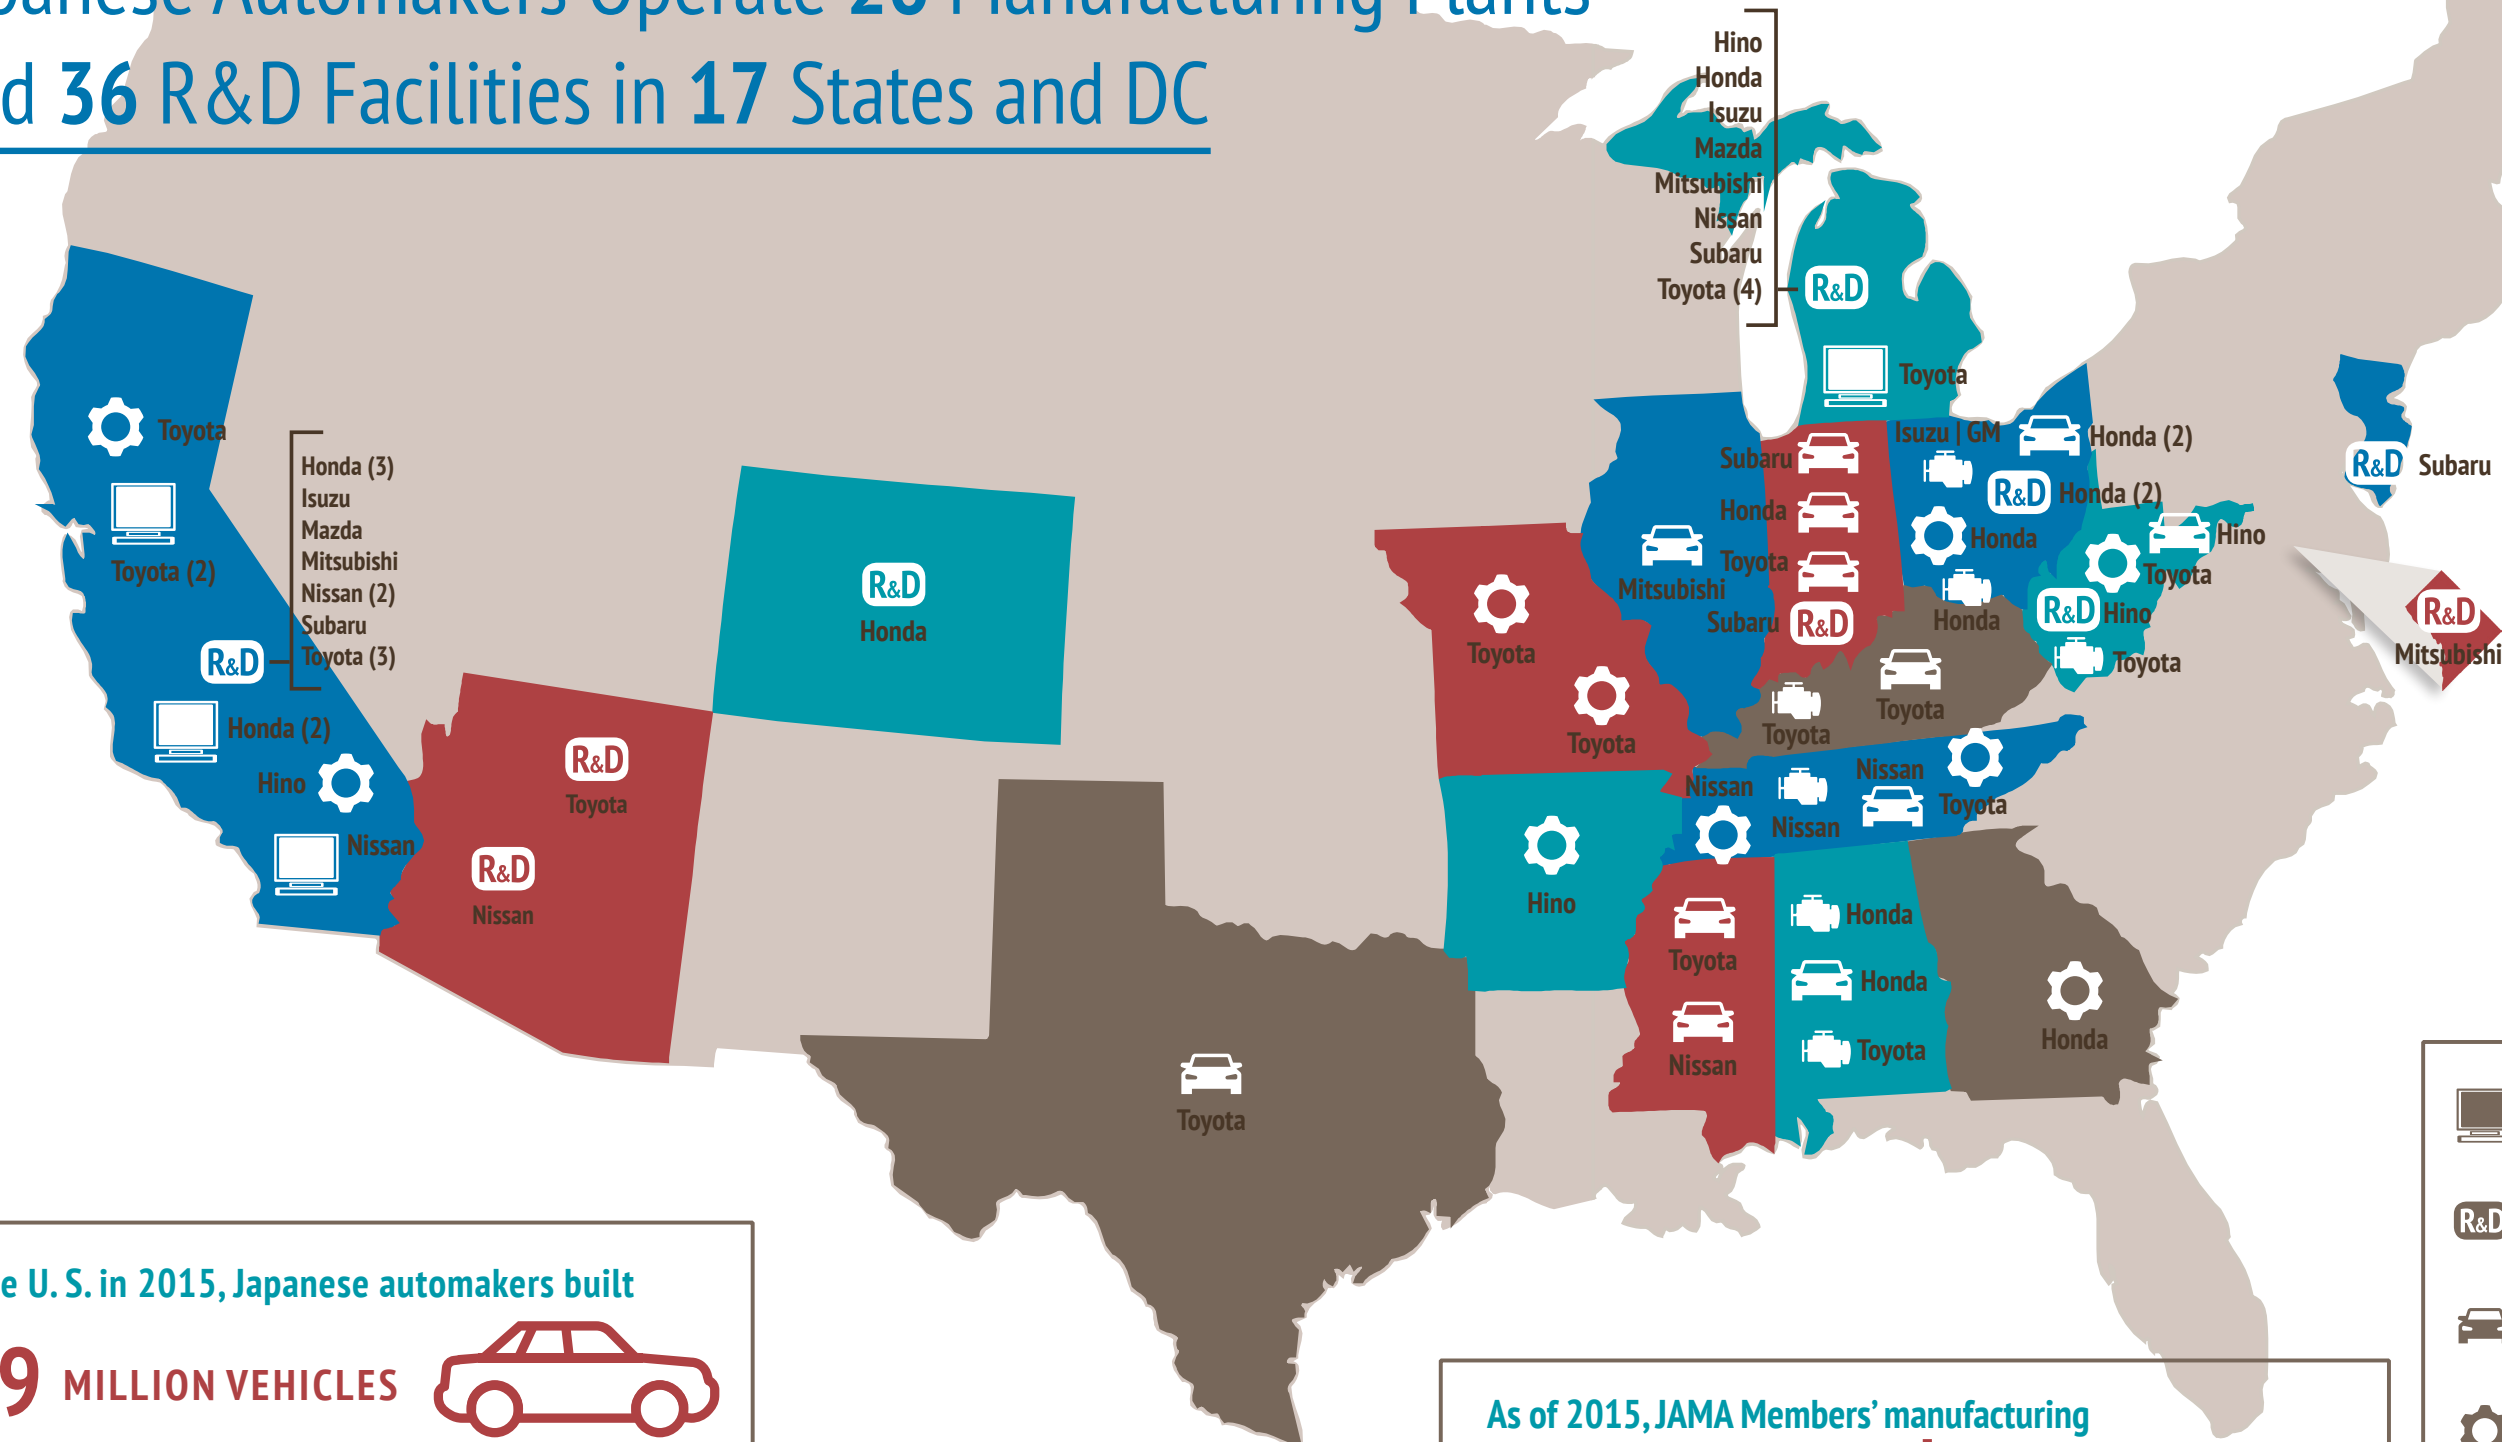 Automakers Operate Manufacturing Plants
36 R&D Facilities in 17 States and DC
Hino
Honda
Isuzu
Mazda
Mitsubishi
Nissan
Subaru
Toyota (4)
R&D
Toyota
Toyota
Toyota (2)
Honda (3)
Isuzu
Mazda
Mitsubishi
Nissan (2)
Subaru
Toyota (3)
R&D
Honda (2)
Hino
Nissan
R&D
Toyota
R&D
Nissan
R&D
Honda
Toyota
Toyota
Toyota
Hino
Mitsubishi
Subaru
Honda
Toyota
Subaru
R&D
Isuzu | GM
Honda (2)
R&D
Honda (2)
Honda
Honda
Hino
Toyota
R&D
Hino
Toyota
Toyota
Toyota
Nissan
Nissan
Nissan
Toyota
Toyota
Nissan
Honda
Honda
Toyota
Honda
R&D
Subaru
R&D
Mitsubishi
R&D
U. S. in 2015, Japanese automakers built
9 MILLION VEHICLES
As of 2015, JAMA Members’ manufacturing